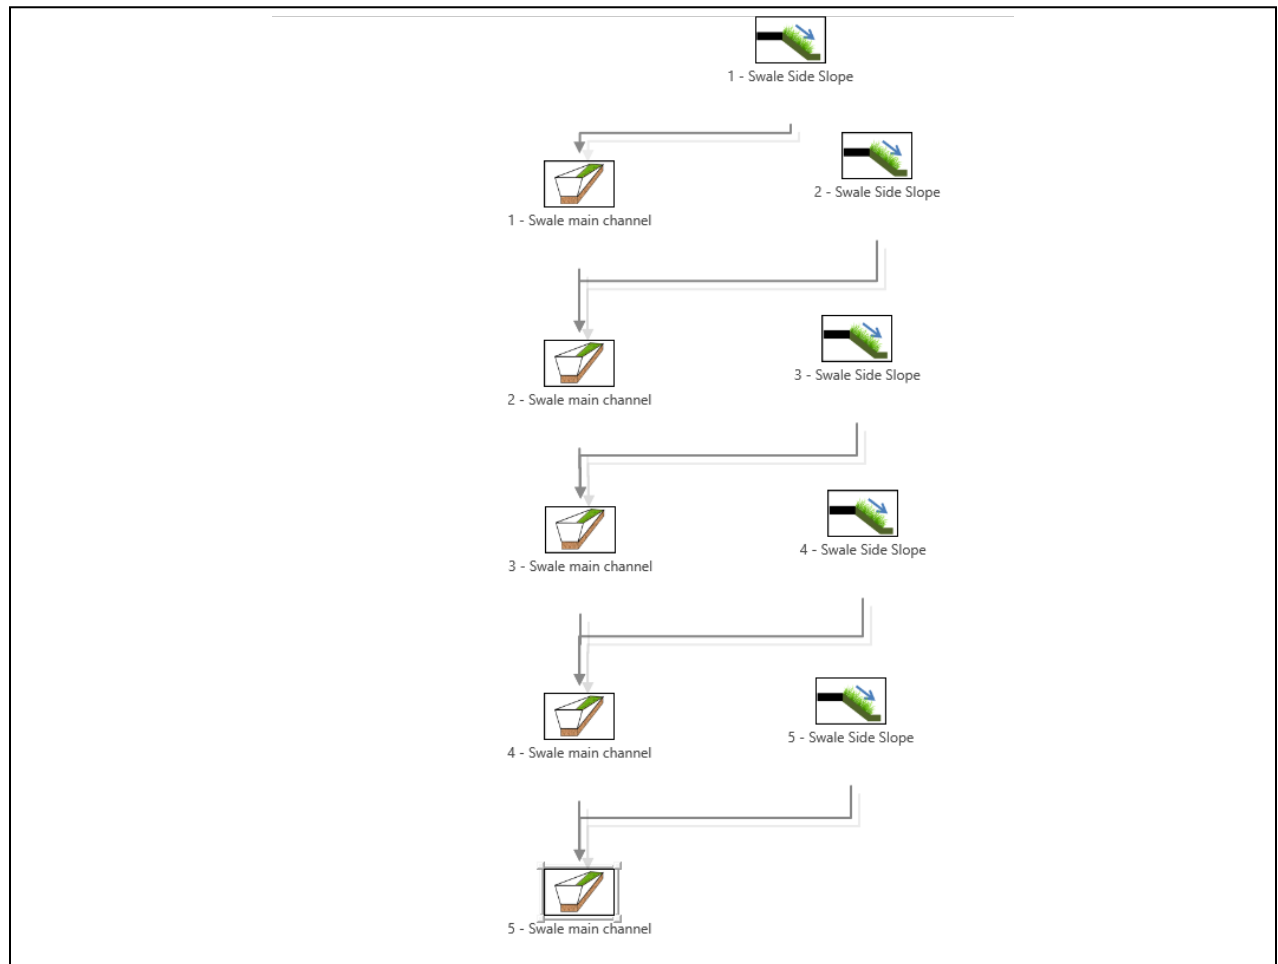 1 - Swale Side Slope
2 - Swale Side Slope
1 - Swale main channel
3 - Swale Side Slope
2 - Swale main channel
4 - Swale Side Slope
3 - Swale main channel
5 - Swale Side Slope
4 - Swale main channel
5 - Swale main channel